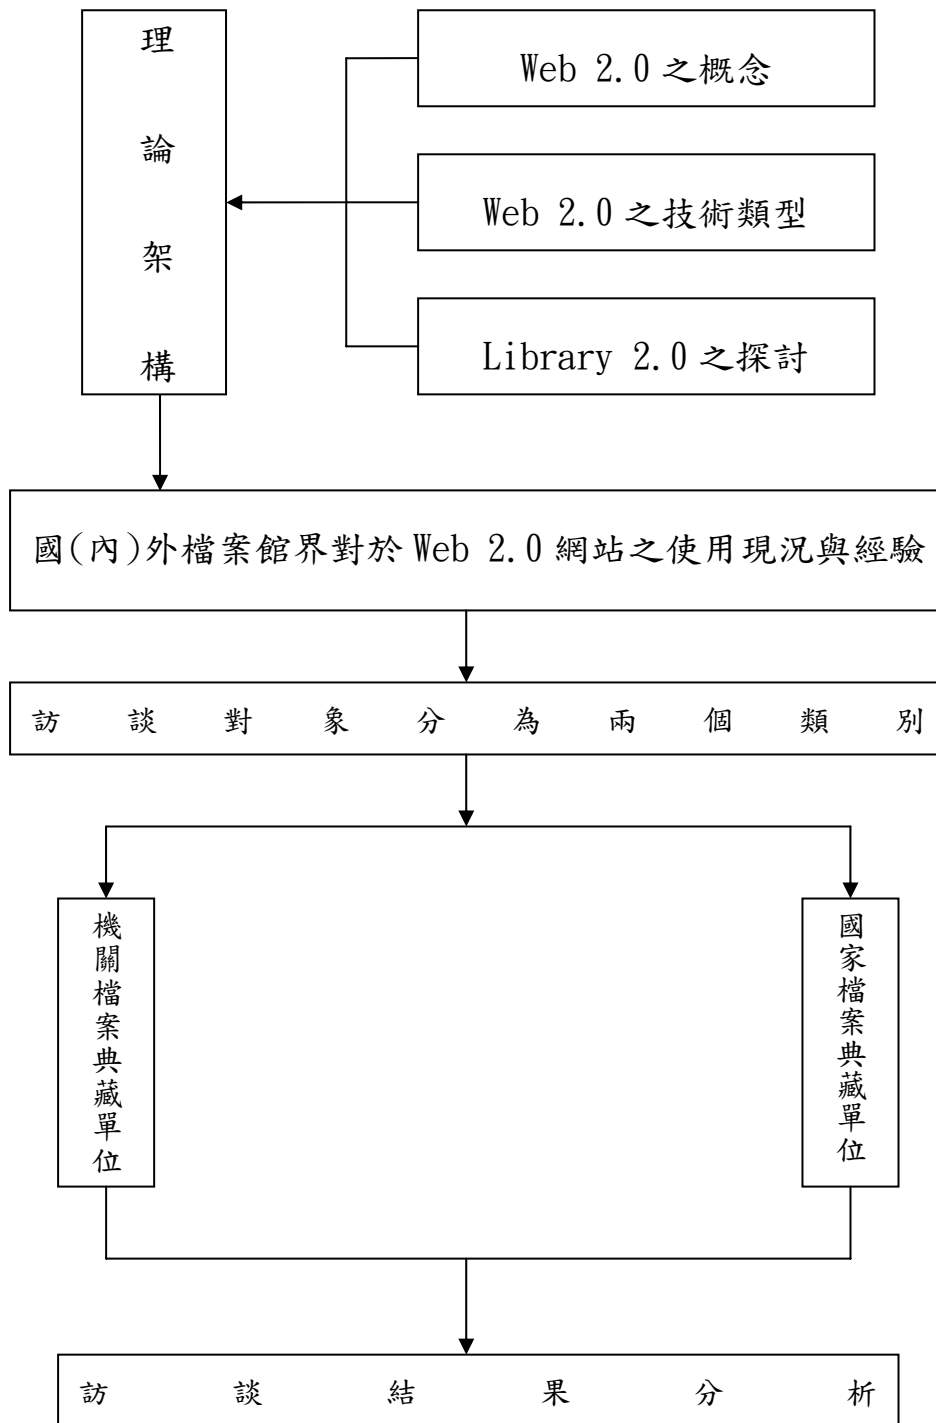 理論架構
Web 2.0之概念
Web 2.0之技術類型
Library 2.0之探討
國(內)外檔案館界對於 Web 2.0 網站之使用現況與經驗
訪談對象分為兩個類別
機關檔案典藏單位
國家檔案典藏單位
訪談結果分析